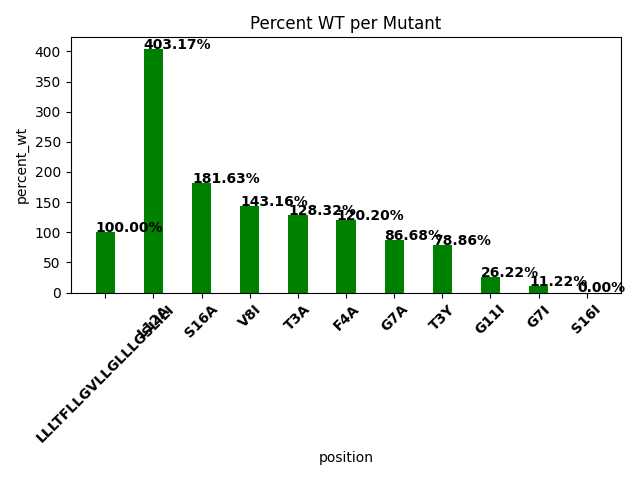 Percent WT per Mutant
403.17%
181.63%
143.16%
128.32%
120.20%
100.00%
86.68%
78.86%
26.22%
11.22%
0.00%
400
350
300
250
200
150
100
50
0
percent_wt
L12A
S16A
V8I
T3A
F4A
G7A
T3Y
G11I
G7I
S16I
position